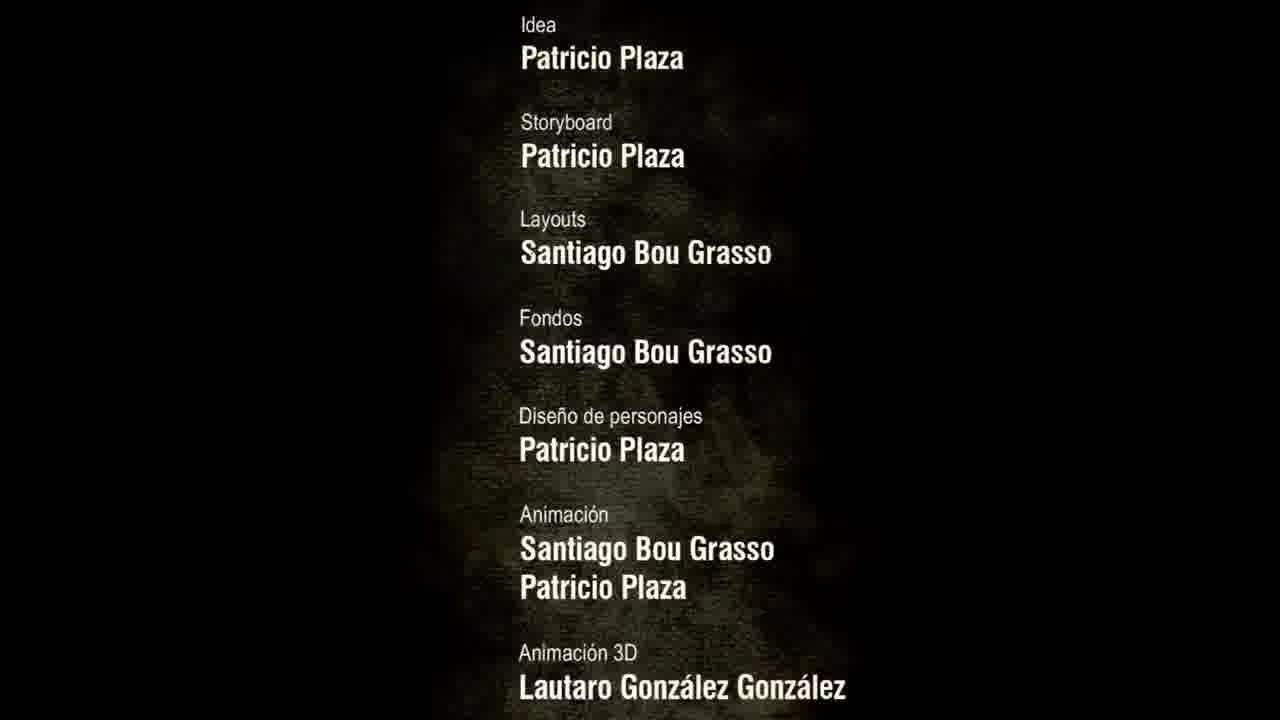 Idea
Patricio Plaza
Storyboard
Patricio Plaza
Layouts
Santiago Bou Grasso
Fondos
Santiago Bou Grasso
Diseño de personajes
Patricio Plaza
Animación
Santiago Bou Grasso
Patricio Plaza
Animación 3D
Lautaro González González